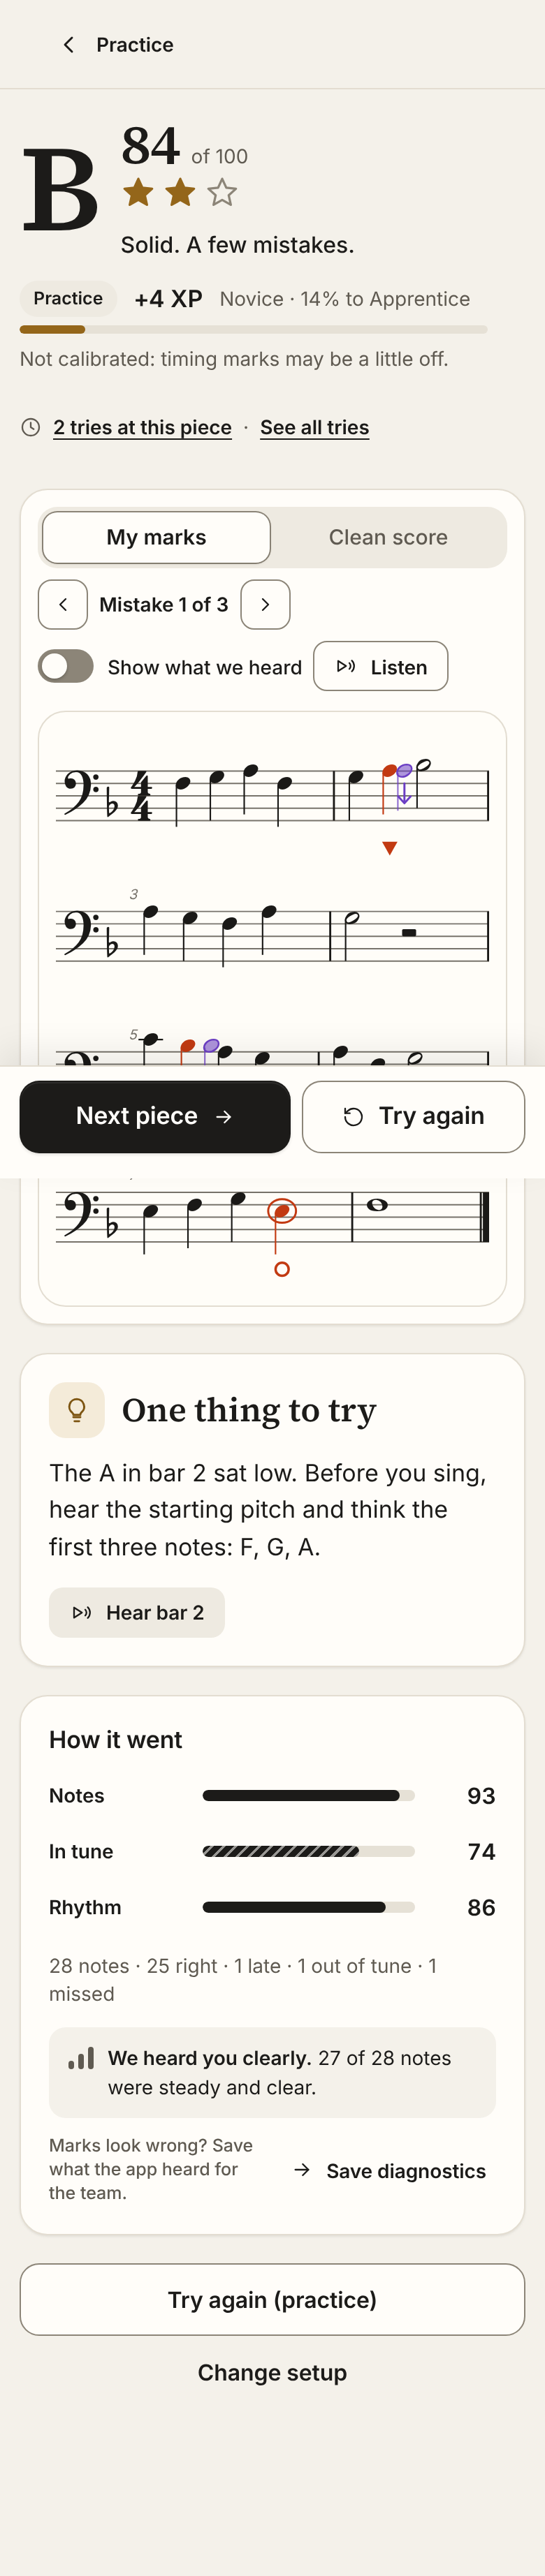 Practice
B
84 of 100
Solid. A few mistakes.
Practice +4 XP Novice · 14% to Apprentice
Not calibrated: timing marks may be a little off.
2 tries at this piece · See all tries
My marks Clean score
Mistake 1 of 3
Show what we heard Listen
4
4
3
5
Next piece → Try again
One thing to try
The A in bar 2 sat low. Before you sing,
hear the starting pitch and think the
first three notes: F, G, A.
Hear bar 2
How it went
Notes 93
In tune 74
Rhythm 86
28 notes · 25 right · 1 late · 1 out of tune · 1
missed
We heard you clearly. 27 of 28 notes
were steady and clear.
Marks look wrong? Save
what the app heard for
the team.
→ Save diagnostics
Try again (practice)
Change setup